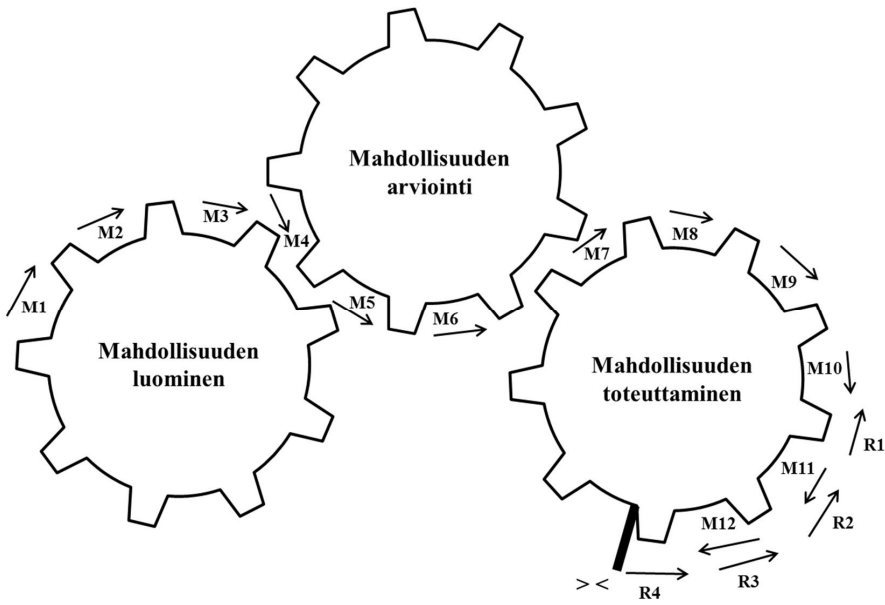 Mahdollisuuden
arviointi
M1
M2
M3
M4
M5
M6
M7
M8
M9
M10
M11
M12
Mahdollisuuden
luominen
Mahdollisuuden
toteuttaminen
R1
R2
R3
R4
> <